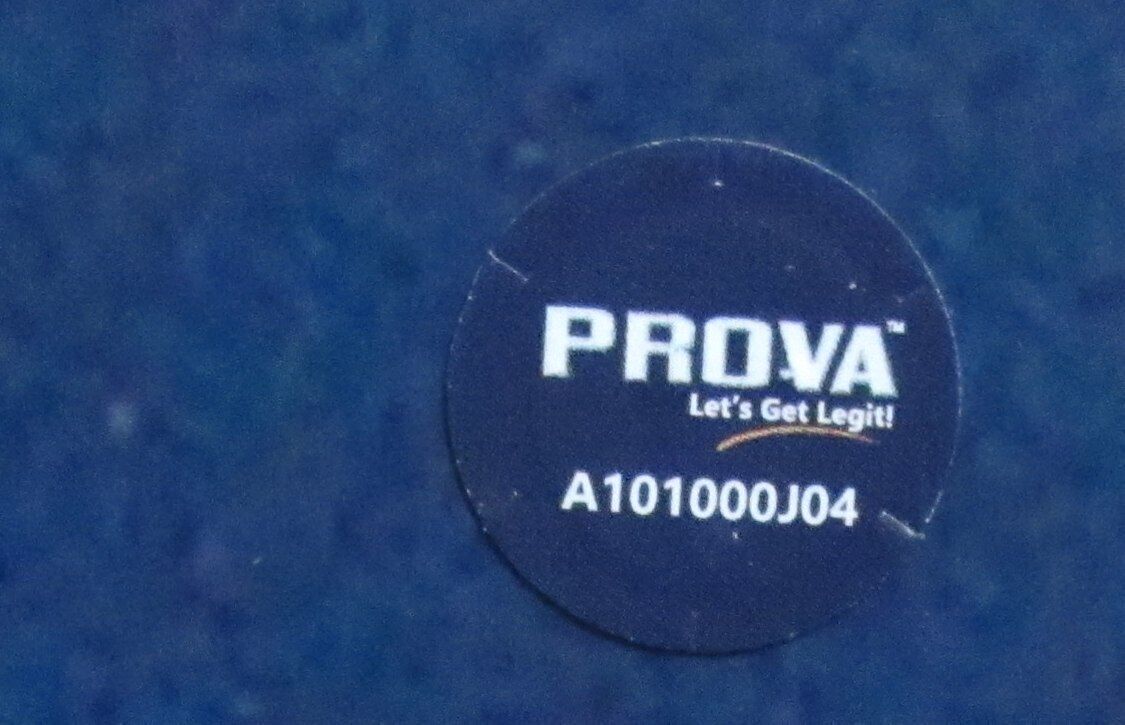 PROVA™
Let's Get Legit!
A101000J04